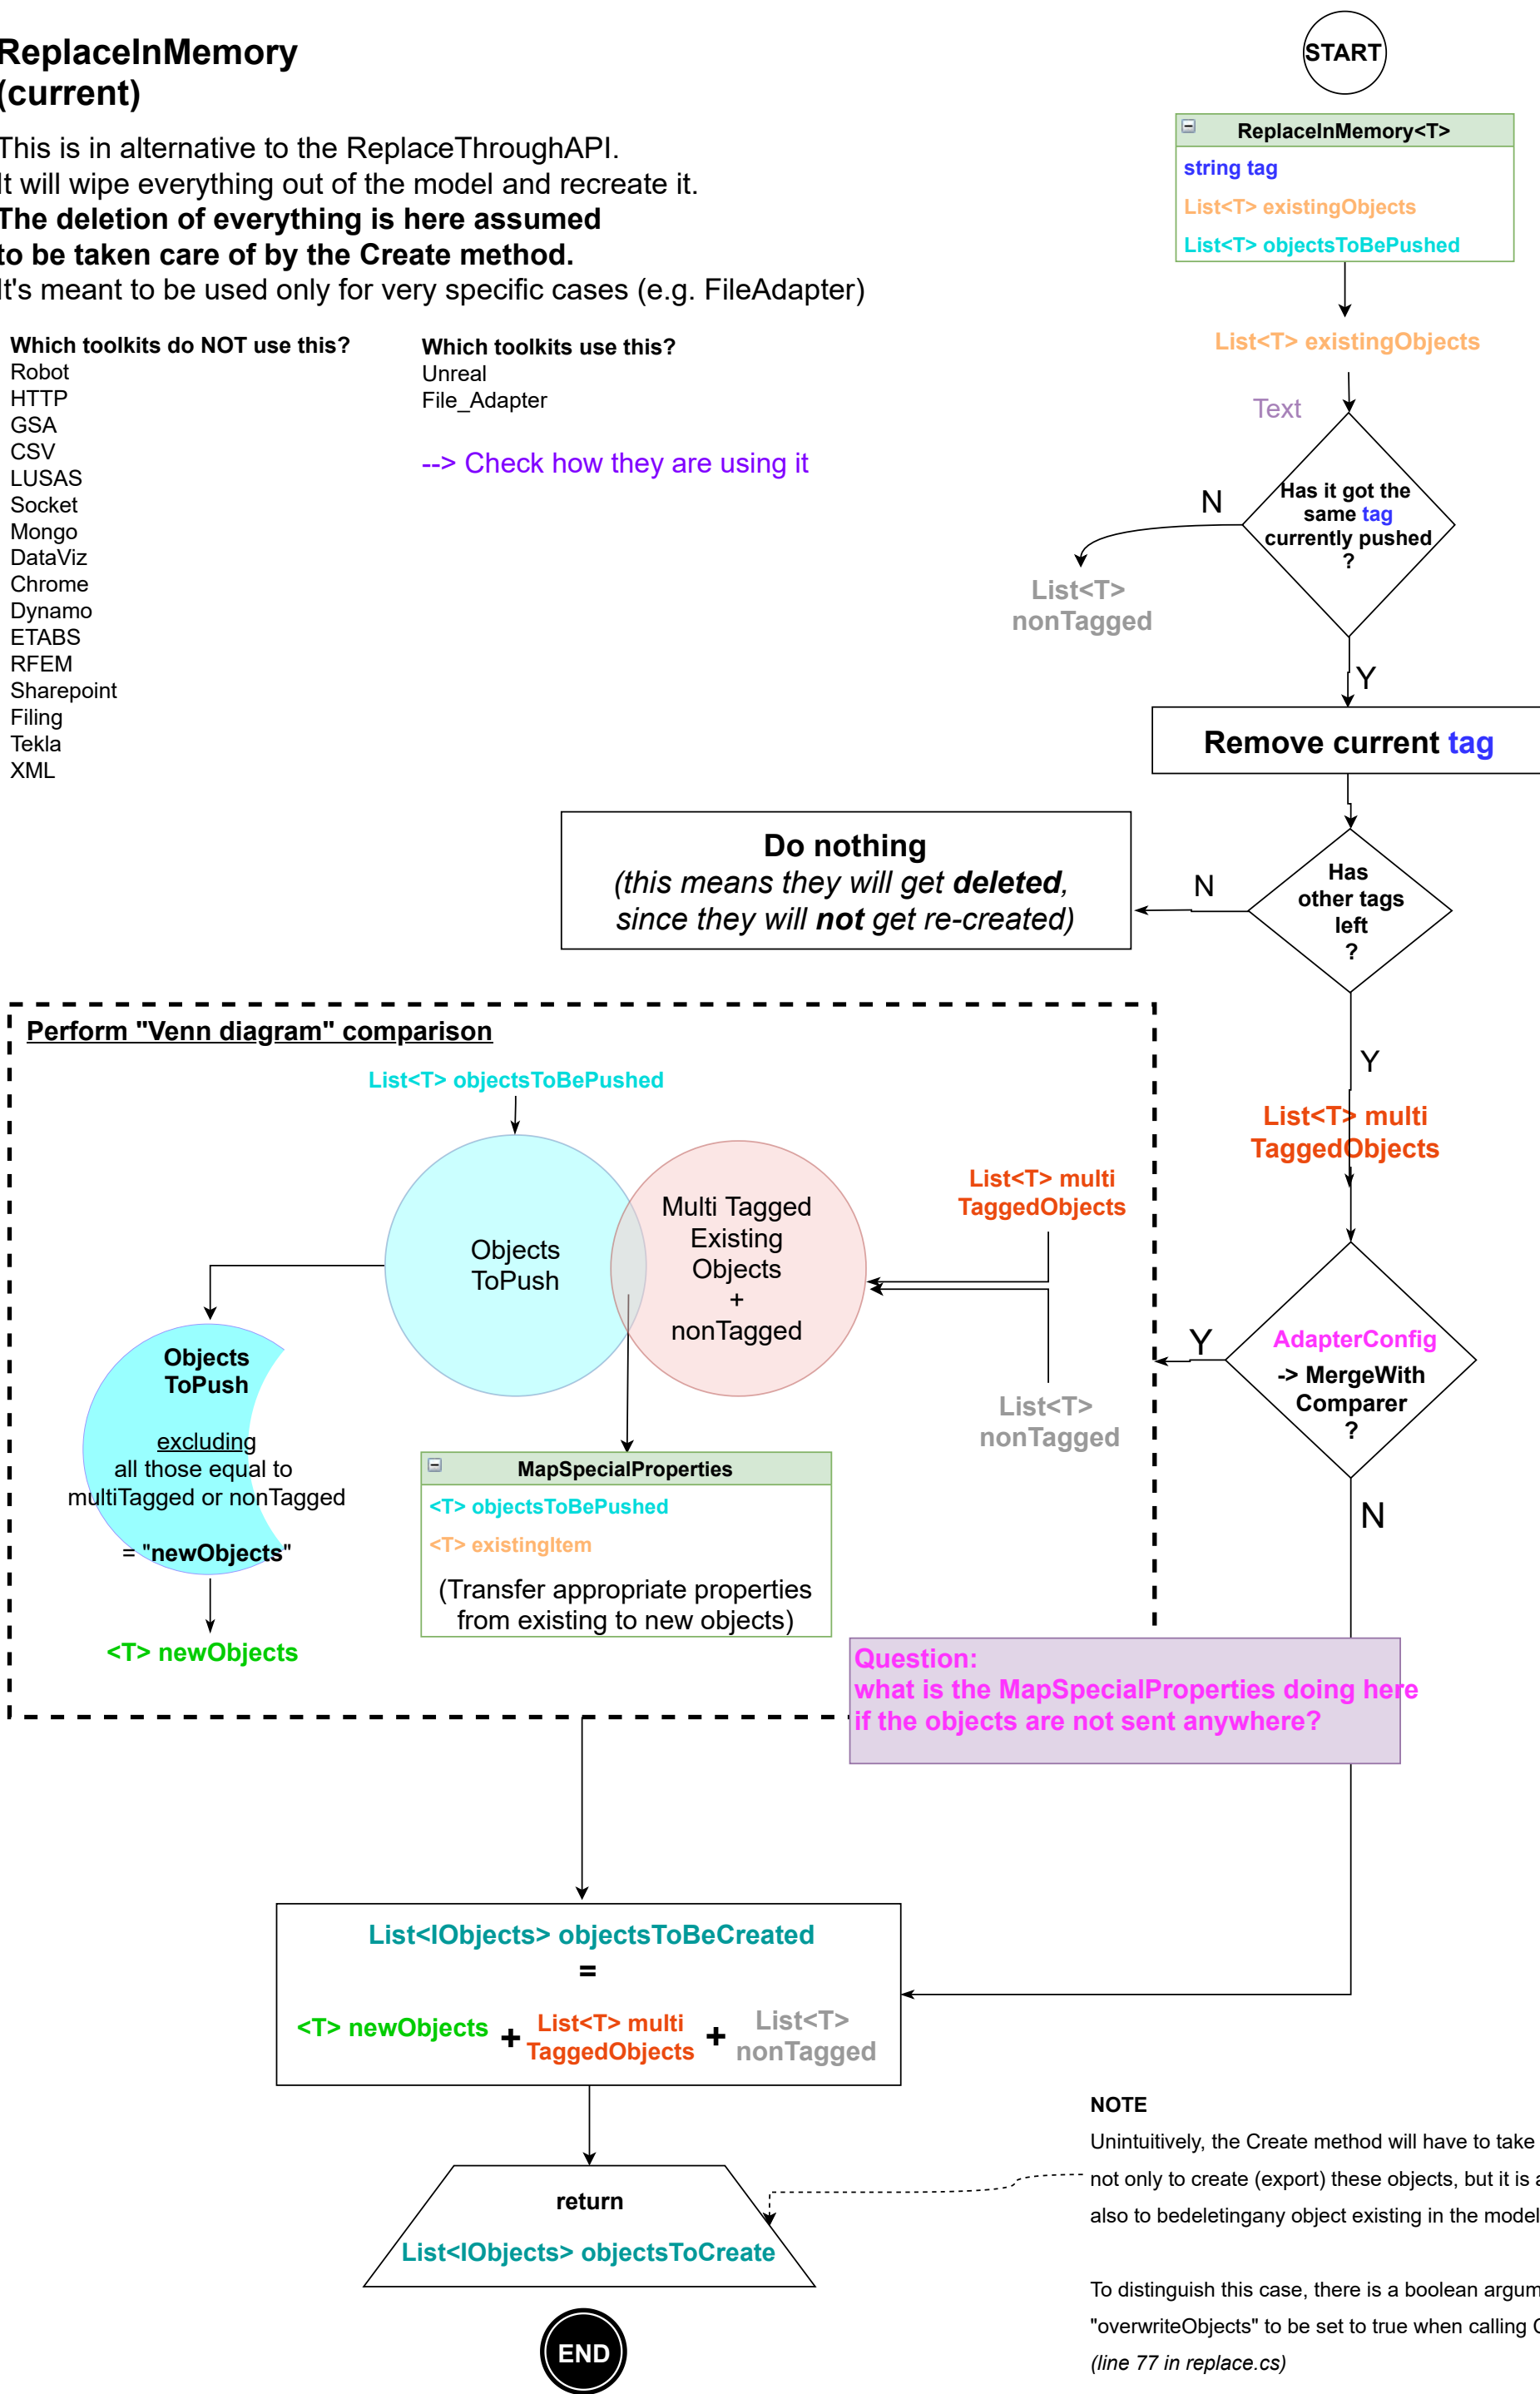 ReplaceInMemory
(current)
This is in alternative to the ReplaceThroughAPI.
It will wipe everything out of the model and recreate it.
The deletion of everything is here assumed
to be taken care of by the Create method.
It's meant to be used only for very specific cases (e.g. FileAdapter)
Which toolkits do NOT use this?
Robot
HTTP
GSA
CSV
LUSAS
Socket
Mongo
DataViz
Chrome
Dynamo
ETABS
RFEM
Sharepoint
Filing
Tekla
XML
Which toolkits use this?
Unreal
File_Adapter
--> Check how they are using it
START
ReplaceInMemory<T>
string tag
List<T> existingObjects
List<T> objectsToBePushed
List<T> existingObjects
Text
Has it got the
same tag
currently pushed
?
N
List<T>
nonTagged
Y
Remove current tag
Has
other tags
left
?
N
Do nothing
(this means they will get deleted,
since they will not get re-created)
Y
List<T> multi
TaggedObjects
AdapterConfig
-> MergeWith
Comparer
?
Y
N
Perform "Venn diagram" comparison
List<T> objectsToBePushed
Objects
ToPush
Multi Tagged
Existing
Objects
+
nonTagged
List<T> multi
TaggedObjects
List<T>
nonTagged
Objects
ToPush
excluding
all those equal to
multiTagged or nonTagged
= "newObjects"
<T> newObjects
MapSpecialProperties
<T> objectsToBePushed
<T> existingItem
(Transfer appropriate properties
from existing to new objects)
Question:
what is the MapSpecialProperties doing here
if the objects are not sent anywhere?
List<IObjects> objectsToBeCreated
=
<T> newObjects + List<T> multi
TaggedObjects + List<T>
nonTagged
return
List<IObjects> objectsToCreate
END
NOTE
Unintuitively, the Create method will have to take
not only to create (export) these objects, but it is
also to bedeletingany object existing in the model
To distinguish this case, there is a boolean
"overwriteObjects" to be set to true when calling
(line 77 in replace.cs)